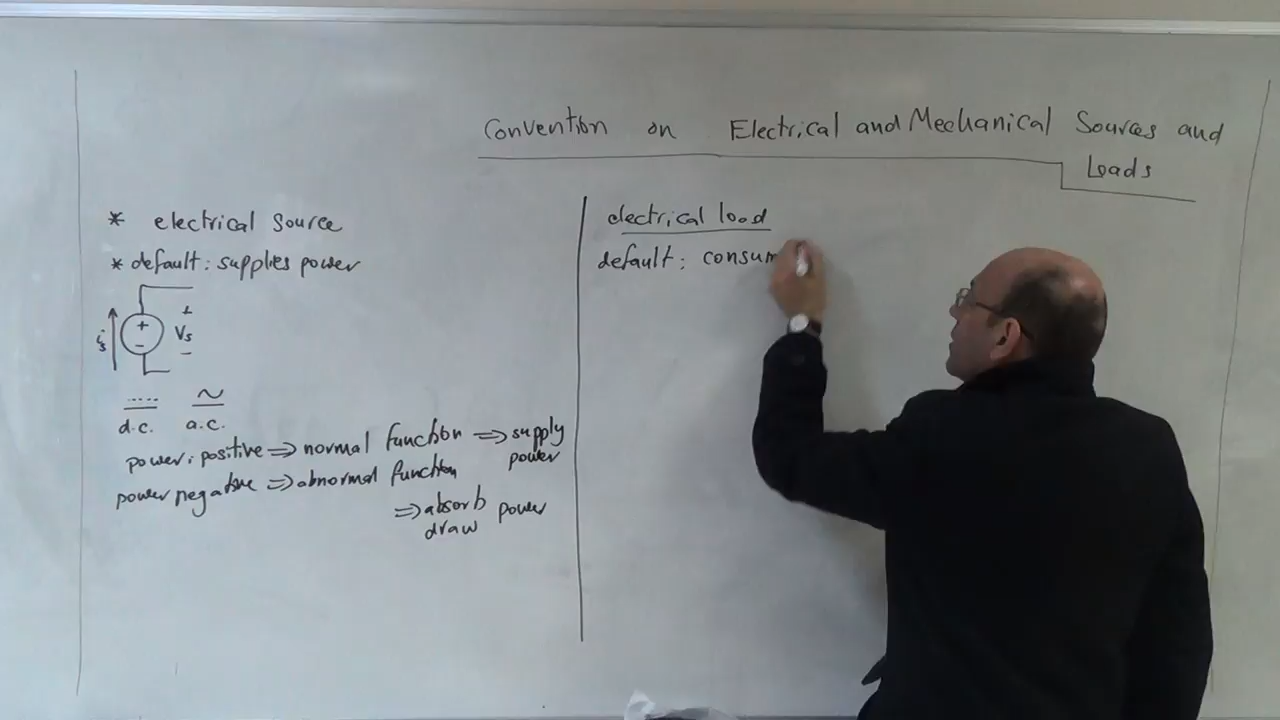 Convention on Electrical and Mechanical Sources and
Loads
* electrical source
* default: supplies power
+
is
+
-
Vs
-
d.c. a.c.
power: positive ⇒ normal function ⇒ supply
power
power negative ⇒ abnormal function
⇒ absorb power
draw
electrical load
default: consum